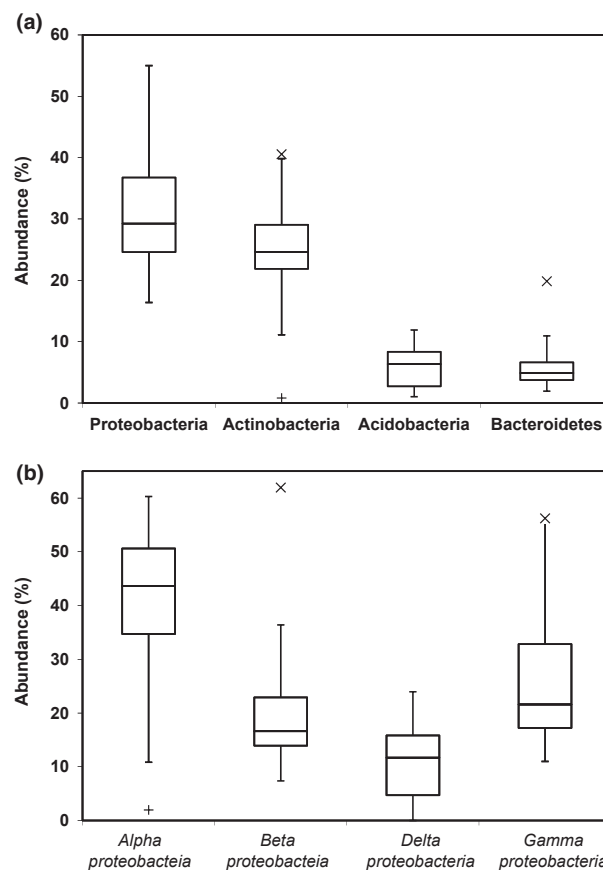 (a)
60
50
40
30
20
10
0
Abundance (%)
Proteobacteria Actinobacteria Acidobacteria Bacteroidetes
(b)
60
50
40
30
20
10
0
Abundance (%)
Alpha Beta Delta Gamma
proteobacteia proteobacteia proteobacteria proteobacteria